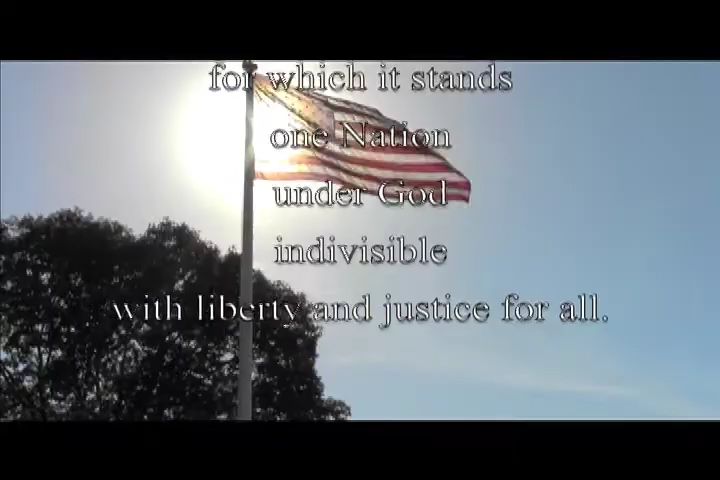 for which it stands
one Nation
under God
indivisible
with liberty and justice for all.